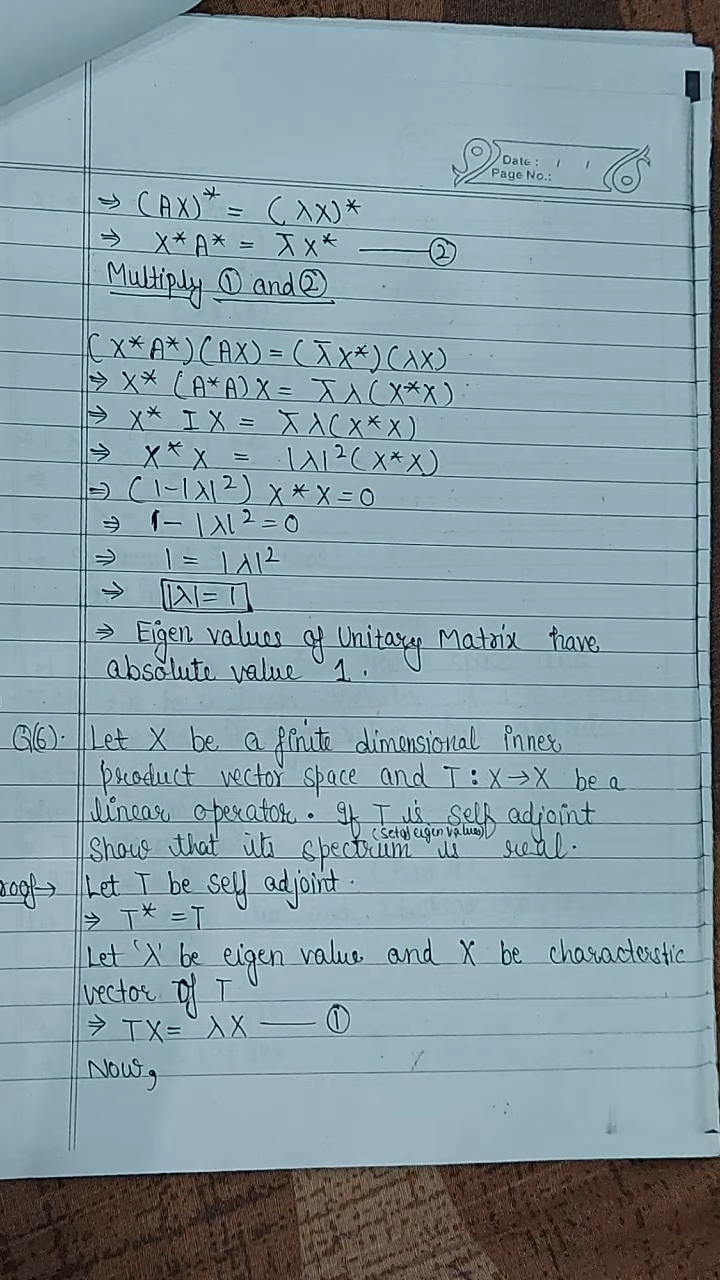 Date : / /
Page No.:
⇒ (AX)* = (λX)*
⇒ X*A* = λ̄X* —— ②
Multiply ① and ②
(X*A*)(AX) = (λ̄X*)(λX)
⇒ X* (A*A) X = λ̄λ(X*X)
⇒ X* I X = λ̄λ(X*X)
⇒ X*X = |λ|²(X*X)
⇒ (1-|λ|²) X*X=0
⇒ 1-|λ|²=0
⇒ 1 = |λ|²
⇒ |λ|= 1
⇒ Eigen values of Unitary Matrix have
absolute value 1.
Q(6). Let X be a finite dimensional inner
product vector space and T: X→X be a
linear operator. If T is self adjoint
(set of eigen values)
Show that its spectrum is real.
roof→ Let T be self adjoint.
⇒ T* = T
Let 'λ' be eigen value and X be characterstic
vector of T
⇒ TX = λX —— ①
Now,